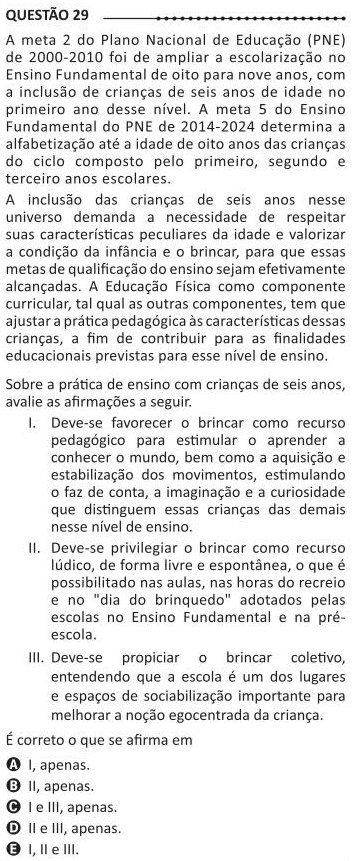 QUESTÃO 29
A meta 2 do Plano Nacional de Educação (PNE)
de 2000-2010 foi de ampliar a escolarização no
Ensino Fundamental de oito para nove anos, com
a inclusão de crianças de seis anos de idade no
primeiro ano desse nível. A meta 5 do Ensino
Fundamental do PNE de 2014-2024 determina a
alfabetização até a idade de oito anos das crianças
do ciclo composto pelo primeiro, segundo e
terceiro anos escolares.
A inclusão das crianças de seis anos nesse
universo demanda a necessidade de respeitar
suas características peculiares da idade e valorizar
a condição da infância e o brincar, para que essas
metas de qualificação do ensino sejam efetivamente
alcançadas. A Educação Física como componente
curricular, tal qual as outras componentes, tem que
ajustar a prática pedagógica às características dessas
crianças, a fim de contribuir para as finalidades
educacionais previstas para esse nível de ensino.
Sobre a prática de ensino com crianças de seis anos,
avalie as afirmações a seguir.
I. Deve-se favorecer o brincar como recurso
pedagógico para estimular o aprender a
conhecer o mundo, bem como a aquisição e
estabilização dos movimentos, estimulando
o faz de conta, a imaginação e a curiosidade
que distinguem essas crianças das demais
nesse nível de ensino.
II. Deve-se privilegiar o brincar como recurso
lúdico, de forma livre e espontânea, o que é
possibilitado nas aulas, nas horas do recreio
e no "dia do brinquedo" adotados pelas
escolas no Ensino Fundamental e na pré-
escola.
III. Deve-se propiciar o brincar coletivo,
entendendo que a escola é um dos lugares
e espaços de sociabilização importante para
melhorar a noção egocentrada da criança.
É correto o que se afirma em
A I, apenas.
B II, apenas.
C I e III, apenas.
D II e III, apenas.
E I, II e III.